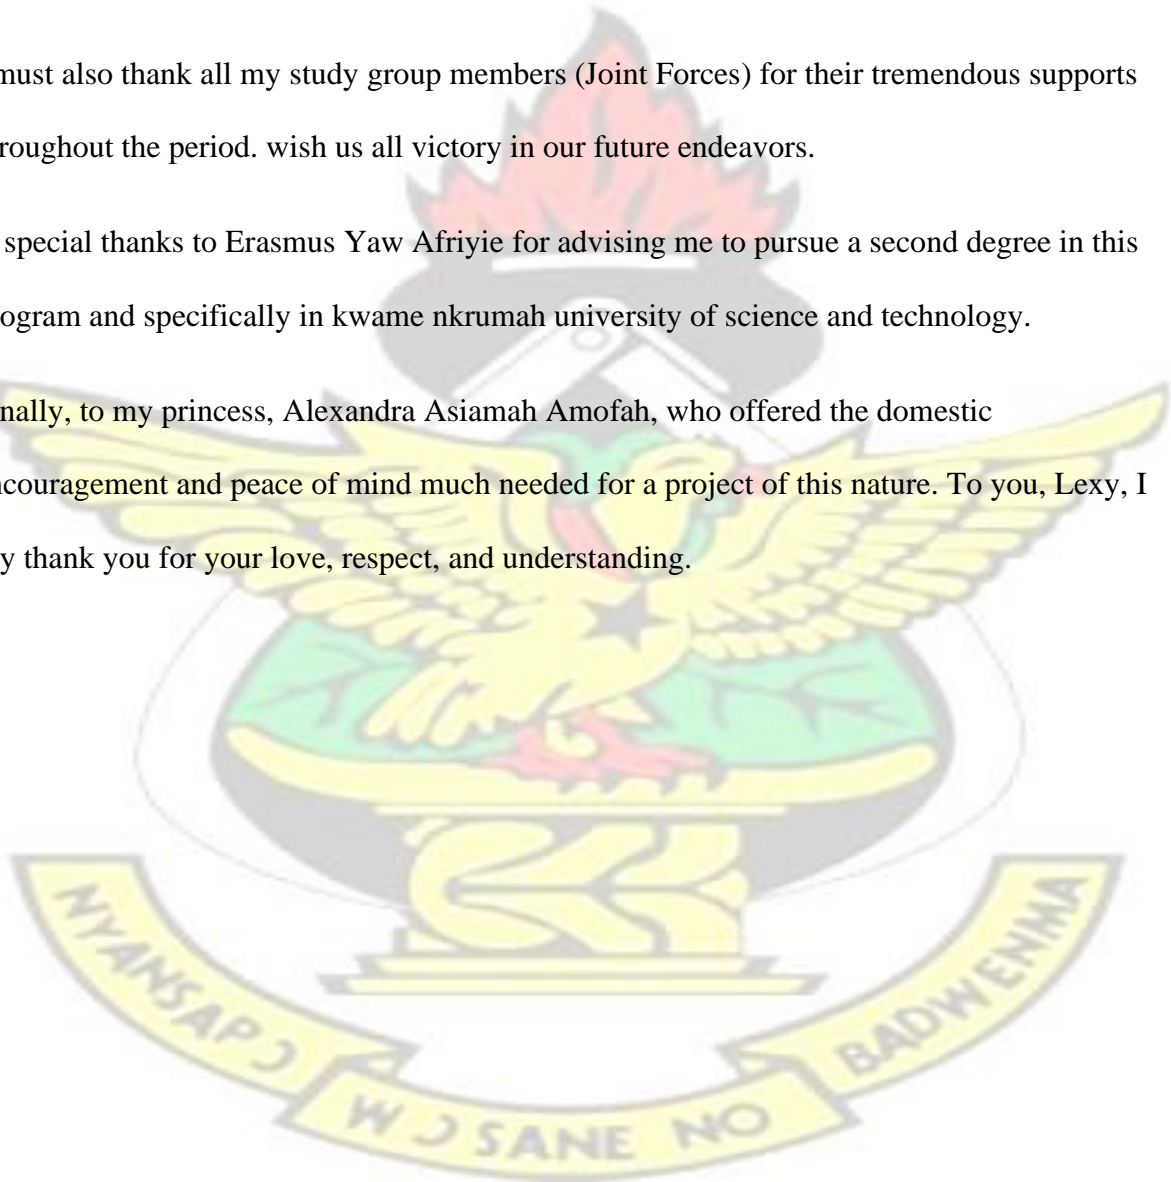 must also thank all my study group members (Joint Forces) for their tremendous supports
roughout the period. wish us all victory in our future endeavors.
special thanks to Erasmus Yaw Afriyie for advising me to pursue a second degree in this
ogram and specifically in kwame nkrumah university of science and technology.
nally, to my princess, Alexandra Asiamah Amofah, who offered the domestic
ncouragement and peace of mind much needed for a project of this nature. To you, Lexy, I
y thank you for your love, respect, and understanding.
NYANSAPƆ WƆSANE NO BADWENMA